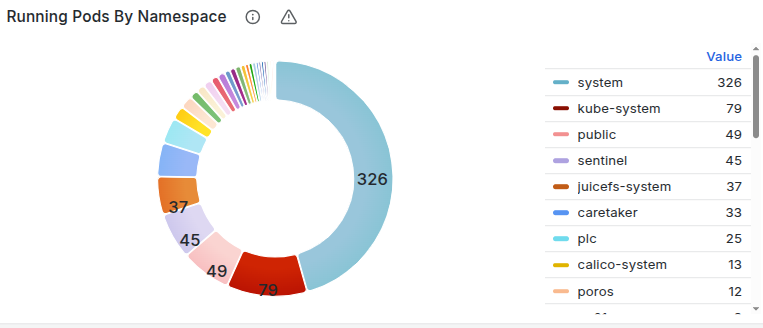 Running Pods By Namespace
Value
system 326
kube-system 79
public 49
sentinel 45
juicefs-system 37
caretaker 33
plc 25
calico-system 13
poros 12
326
37
45
49
79